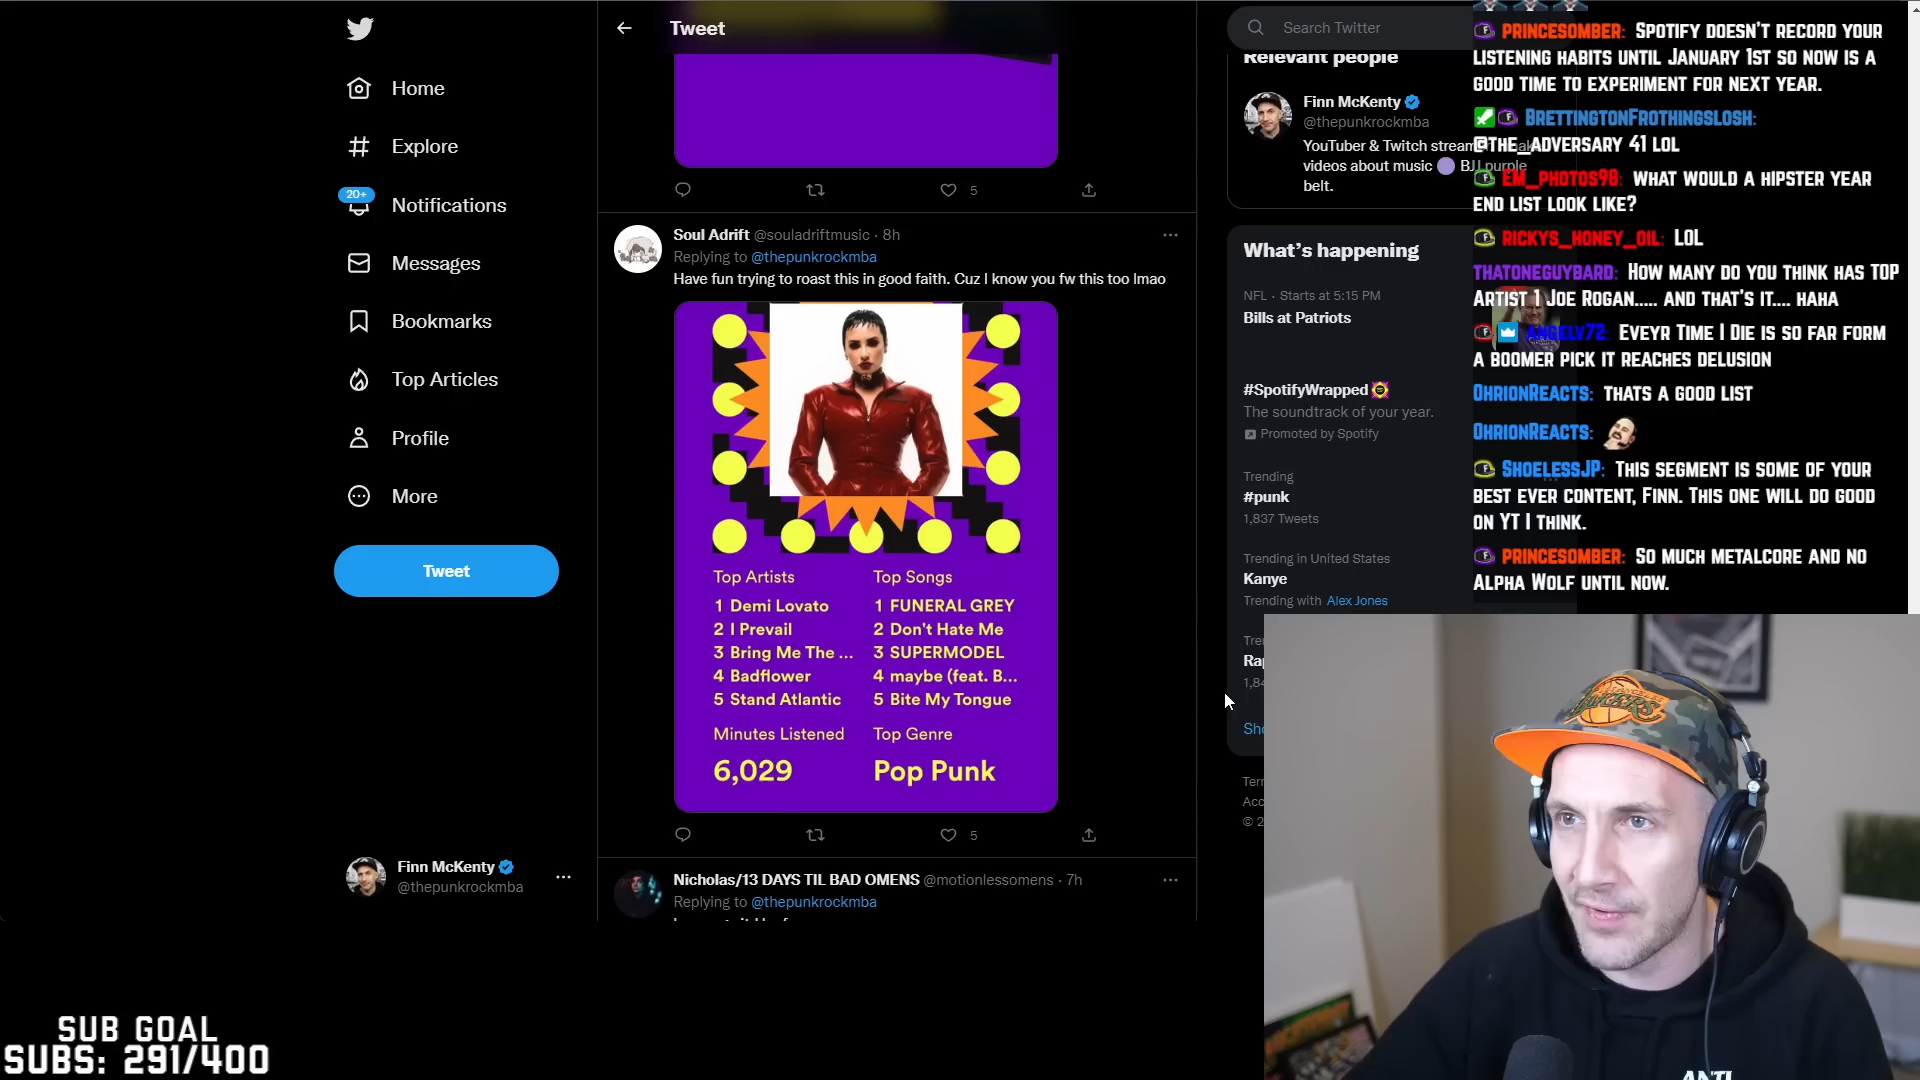 Tweet
Home
Explore
20+
Notifications
Messages
Bookmarks
Top Articles
Profile
More
Tweet
Finn McKenty
@thepunkrockmba
SUB GOAL
SUBS: 291/400
5
Soul Adrift @souladriftmusic · 8h
Replying to @thepunkrockmba
Have fun trying to roast this in good faith. Cuz I know you fw this too lmao
Top Artists
1 Demi Lovato
2 I Prevail
3 Bring Me The ...
4 Badflower
5 Stand Atlantic
Top Songs
1 FUNERAL GREY
2 Don't Hate Me
3 SUPERMODEL
4 maybe (feat. B...
5 Bite My Tongue
Minutes Listened
6,029
Top Genre
Pop Punk
5
Nicholas/13 DAYS TIL BAD OMENS @motionlessomens · 7h
Replying to @thepunkrockmba
Search Twitter
Relevant people
Finn McKenty
@thepunkrockmba
YouTuber & Twitch
videos about music BJJ purple
belt.
What's happening
NFL · Starts at 5:15 PM
Bills at Patriots
#SpotifyWrapped
The soundtrack of your year.
Promoted by Spotify
Trending
#punk
1,837 Tweets
Trending in United States
Kanye
Trending with Alex Jones
PRINCESOMBER: SPOTIFY DOESN'T RECORD YOUR
LISTENING HABITS UNTIL JANUARY 1ST SO NOW IS A
GOOD TIME TO EXPERIMENT FOR NEXT YEAR.
BRETTINGTONFROTHINGSLOSH:
@THE_ADVERSARY 41 LOL
EM_PHOTOS98: WHAT WOULD A HIPSTER YEAR
END LIST LOOK LIKE?
RICKYS_HONEY_OIL: LOL
THATONEGUYBARD: HOW MANY DO YOU THINK HAS TOP
ARTIST 1 JOE ROGAN..... AND THAT'S IT.... HAHA
ANGELV72: EVEYR TIME I DIE IS SO FAR FORM
A BOOMER PICK IT REACHES DELUSION
OHRIONREACTS: THATS A GOOD LIST
OHRIONREACTS:
SHOELESSJP: THIS SEGMENT IS SOME OF YOUR
BEST EVER CONTENT, FINN. THIS ONE WILL DO GOOD
ON YT I THINK.
PRINCESOMBER: SO MUCH METALCORE AND NO
ALPHA WOLF UNTIL NOW.
LAKERS
ANTI